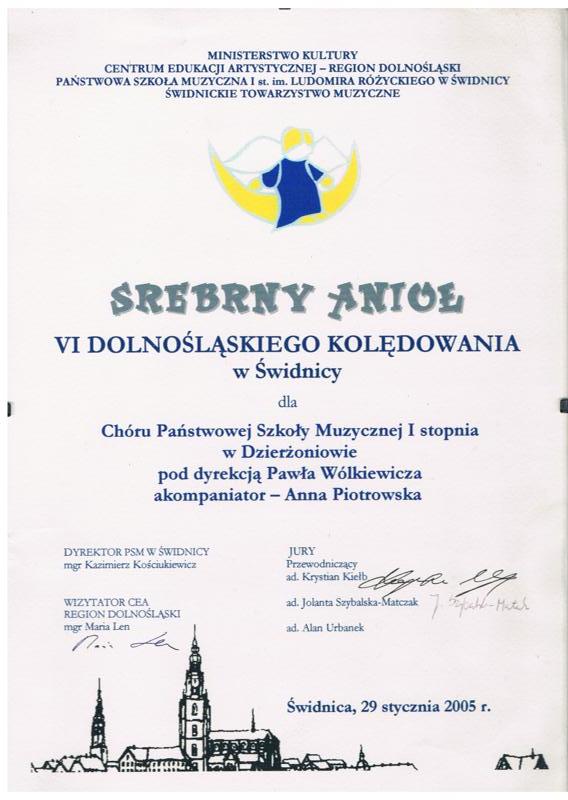 MINISTERSTWO KULTURY
CENTRUM EDUKACJI ARTYSTYCZNEJ – REGION DOLNOŚLĄSKI
PAŃSTWOWA SZKOŁA MUZYCZNA I st. im. LUDOMIRA RÓŻYCKIEGO W ŚWIDNICY
ŚWIDNICKIE TOWARZYSTWO MUZYCZNE
SREBRNY ANIOŁ
VI DOLNOŚLĄSKIEGO KOLĘDOWANIA
w Świdnicy
dla
Chóru Państwowej Szkoły Muzycznej I stopnia
w Dzierżoniowie
pod dyrekcją Pawła Wólkiewicza
akompaniator – Anna Piotrowska
DYREKTOR PSM W ŚWIDNICY
mgr Kazimierz Kościukiewicz
WIZYTATOR CEA
REGION DOLNOŚLĄSKI
mgr Maria Len
Maria Len
JURY
Przewodniczący
ad. Krystian Kiełb
ad. Jolanta Szybalska-Matczak
ad. Alan Urbanek
Świdnica, 29 stycznia 2005 r.